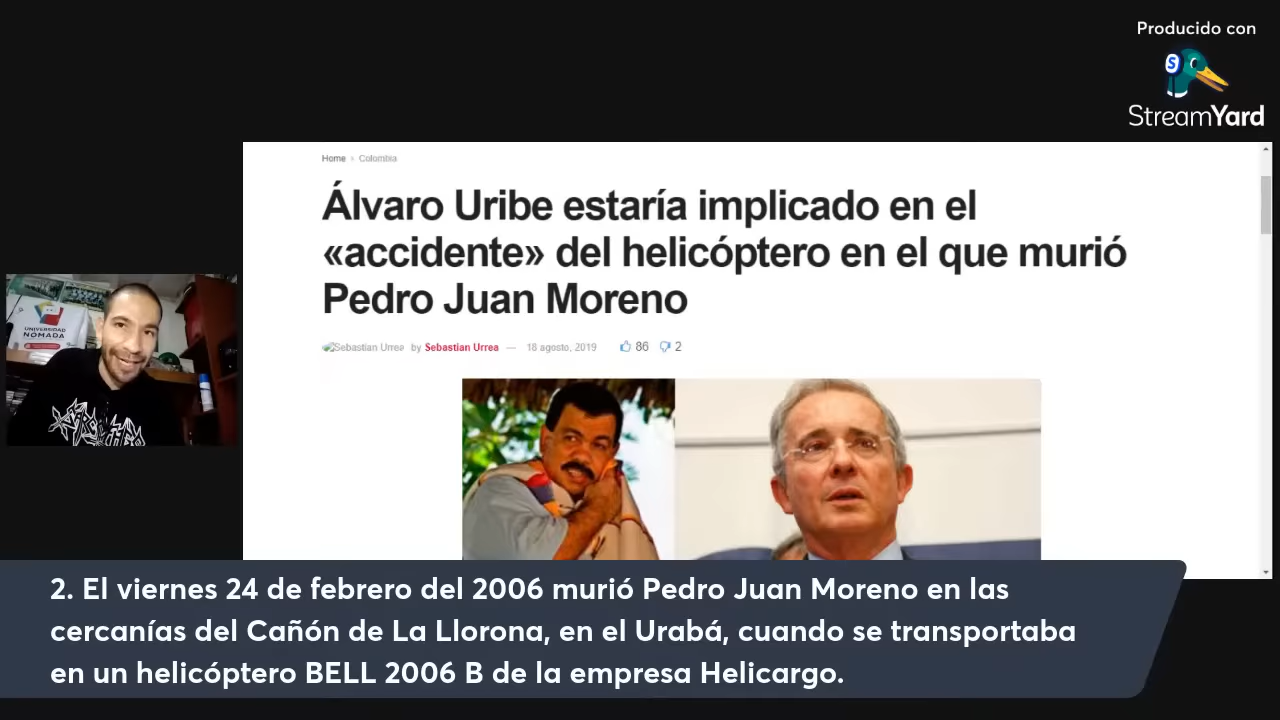 Producido con
StreamYard
Home > Colombia
Álvaro Uribe estaría implicado en el
«accidente» del helicóptero en el que murió
Pedro Juan Moreno
Sebastian Urrea by Sebastian Urrea — 18 agosto, 2019 86 2
UNIVERSIDAD
NOMADA
2. El viernes 24 de febrero del 2006 murió Pedro Juan Moreno en las
cercanías del Cañón de La Llorona, en el Urabá, cuando se transportaba
en un helicóptero BELL 2006 B de la empresa Helicargo.